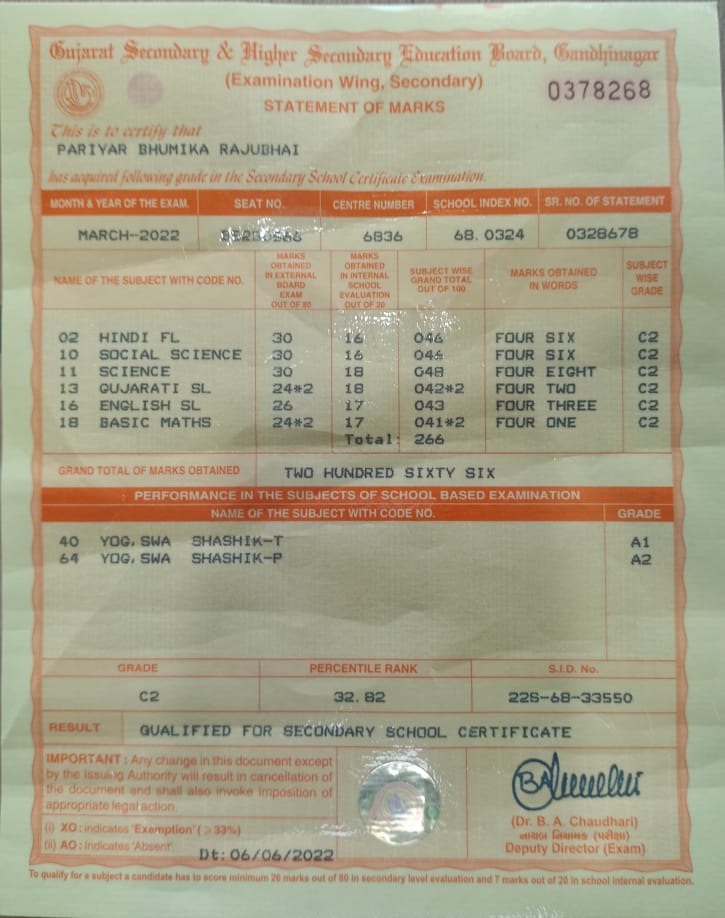 Gujarat Secondary & Higher Secondary Education Board, Gandhinagar
(Examination Wing, Secondary)
0378268
STATEMENT OF MARKS
This is to certify that
PARIYAR BHUMIKA RAJUBHAI
has acquired following grade in the Secondary School Certificate Examination.
MONTH & YEAR OF THE EXAM. SEAT NO. CENTRE NUMBER SCHOOL INDEX NO. SR. NO. OF STATEMENT
MARCH-2022 6836 68.0324 0328678
NAME OF THE SUBJECT WITH CODE NO. MARKS OBTAINED IN EXTERNAL BOARD EXAM OUT OF 80 MARKS OBTAINED IN INTERNAL SCHOOL EVALUATION OUT OF 20 SUBJECT WISE GRAND TOTAL OUT OF 100 MARKS OBTAINED IN WORDS SUBJECT WISE GRADE
02 HINDI FL 30 16 046 FOUR SIX C2
10 SOCIAL SCIENCE 30 16 046 FOUR SIX C2
11 SCIENCE 30 18 048 FOUR EIGHT C2
13 GUJARATI SL 24*2 18 042*2 FOUR TWO C2
16 ENGLISH SL 26 17 043 FOUR THREE C2
18 BASIC MATHS 24*2 17 041*2 FOUR ONE C2
Total: 266
GRAND TOTAL OF MARKS OBTAINED TWO HUNDRED SIXTY SIX
PERFORMANCE IN THE SUBJECTS OF SCHOOL BASED EXAMINATION
NAME OF THE SUBJECT WITH CODE NO. GRADE
40 YOG,SWA SHASHIK-T A1
64 YOG,SWA SHASHIK-P A2
GRADE PERCENTILE RANK S.I.D. No.
C2 32.82 22S-68-33550
RESULT QUALIFIED FOR SECONDARY SCHOOL CERTIFICATE
IMPORTANT : Any change in this document except
by the Issuing Authority will result in cancellation of
the document and shall also invoke imposition of
appropriate legal action.
(i) XO : indicates 'Exemption' ( ≥ 33%)
(ii) AO : Indicates 'Absent'.
Dt: 06/06/2022
(Dr. B. A. Chaudhari)
નાયબ નિયામક (પરીક્ષા)
Deputy Director (Exam)
To qualify for a subject a candidate has to score minimum 26 marks out of 80 in secondary level evaluation and 7 marks out of 20 in school internal evaluation.